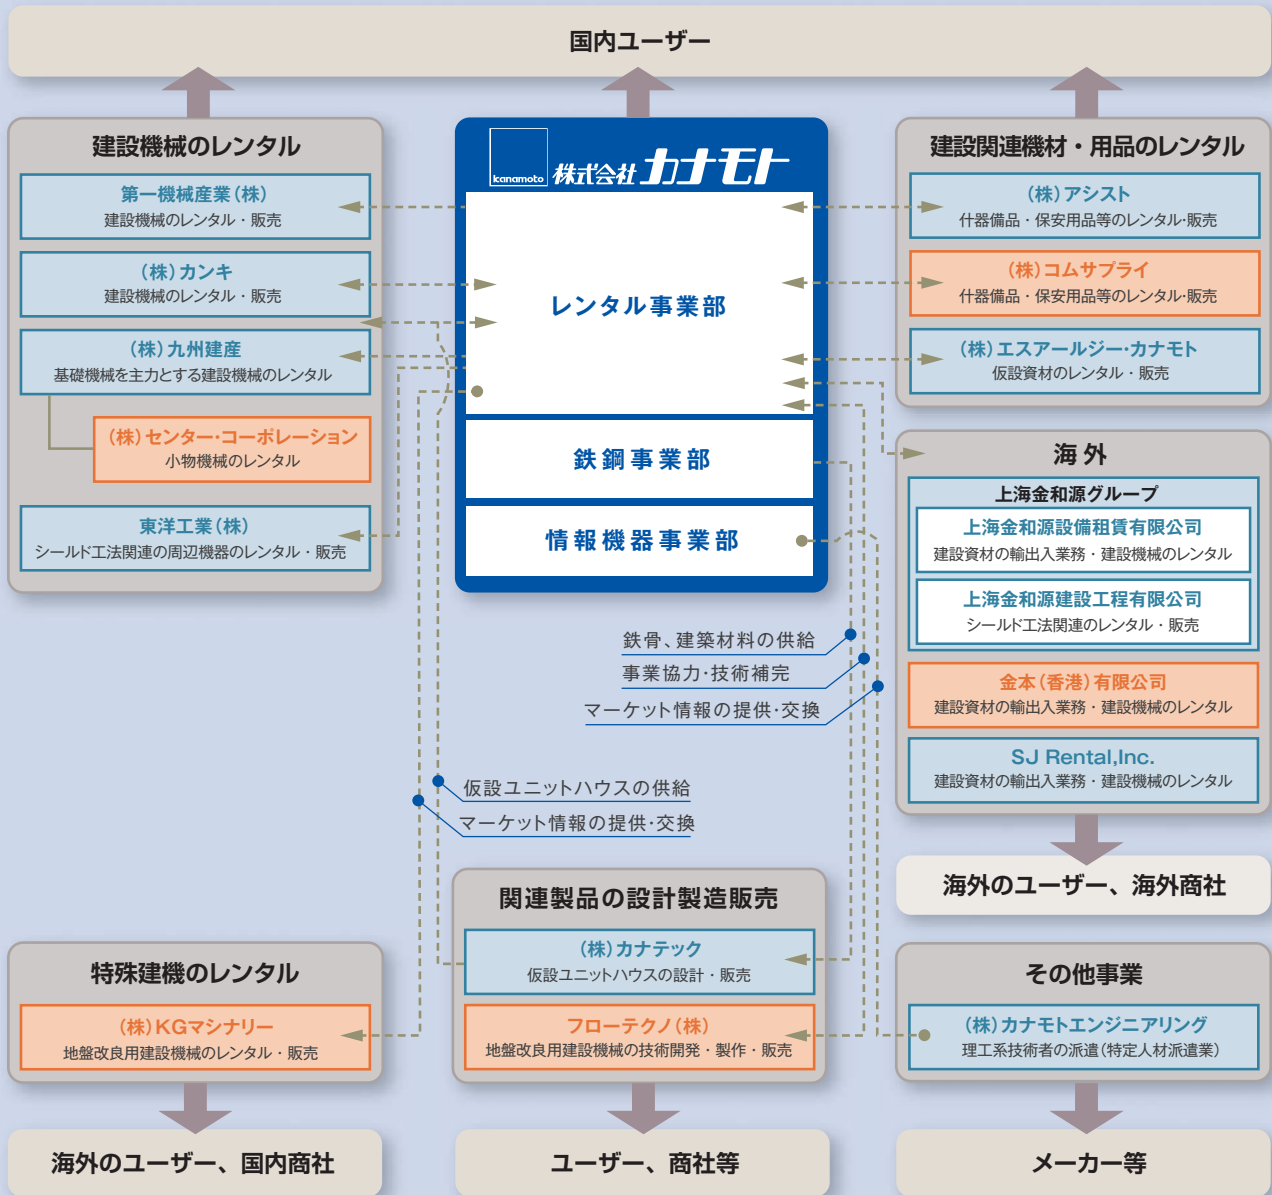 国内ユーザー
建設機械のレンタル
第一機械産業(株)
建設機械のレンタル・販売
(株)カンキ
建設機械のレンタル・販売
(株)九州建産
基礎機械を主力とする建設機械のレンタル
(株)センター・コーポレーション
小物機械のレンタル
東洋工業(株)
シールド工法関連の周辺機器のレンタル・販売
kanamoto
株式会社カナモト
レンタル事業部
鉄鋼事業部
情報機器事業部
建設関連機材・用品のレンタル
(株)アシスト
什器備品・保安用品等のレンタル・販売
(株)コムサプライ
什器備品・保安用品等のレンタル・販売
(株)エスアールジー・カナモト
仮設資材のレンタル・販売
海外
上海金和源グループ
上海金和源設備租賃有限公司
建設資材の輸出入業務・建設機械のレンタル
上海金和源建設工程有限公司
シールド工法関連のレンタル・販売
金本(香港)有限公司
建設資材の輸出入業務・建設機械のレンタル
SJ Rental,Inc.
建設資材の輸出入業務・建設機械のレンタル
海外のユーザー、海外商社
鉄骨、建築材料の供給
事業協力・技術補完
マーケット情報の提供・交換
仮設ユニットハウスの供給
マーケット情報の提供・交換
特殊建機のレンタル
(株)KGマシナリー
地盤改良用建設機械のレンタル・販売
海外のユーザー、国内商社
関連製品の設計製造販売
(株)カナテック
仮設ユニットハウスの設計・販売
フローテクノ(株)
地盤改良用建設機械の技術開発・製作・販売
ユーザー、商社等
その他事業
(株)カナモトエンジニアリング
理工系技術者の派遣(特定人材派遣業)
メーカー等